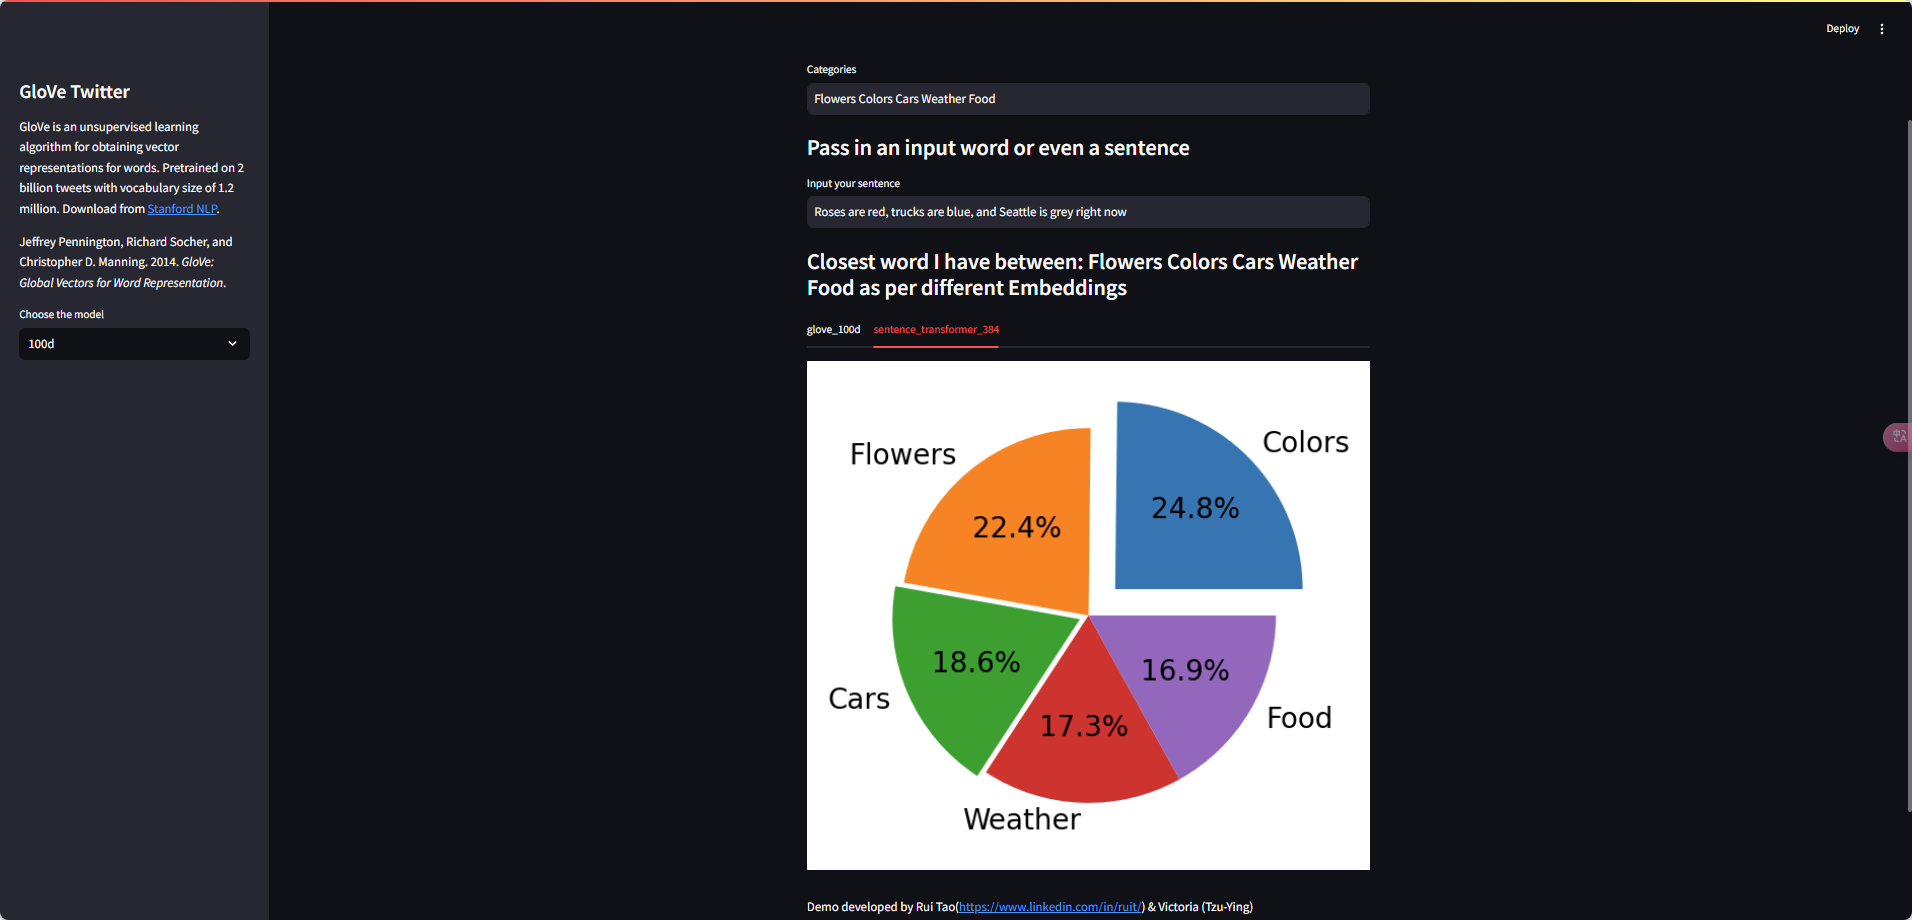 Deploy
GloVe Twitter
GloVe is an unsupervised learning
algorithm for obtaining vector
representations for words. Pretrained on 2
billion tweets with vocabulary size of 1.2
million. Download from Stanford NLP.
Jeffrey Pennington, Richard Socher, and
Christopher D. Manning. 2014. GloVe:
Global Vectors for Word Representation.
Choose the model
100d
Categories
Flowers Colors Cars Weather Food
Pass in an input word or even a sentence
Input your sentence
Roses are red, trucks are blue, and Seattle is grey right now
Closest word I have between: Flowers Colors Cars Weather
Food as per different Embeddings
glove_100d
sentence_transformer_384
Colors
24.8%
Flowers
22.4%
Cars
18.6%
Weather
17.3%
Food
16.9%
Demo developed by Rui Tao(https://www.linkedin.com/in/ruit/) & Victoria (Tzu-Ying)